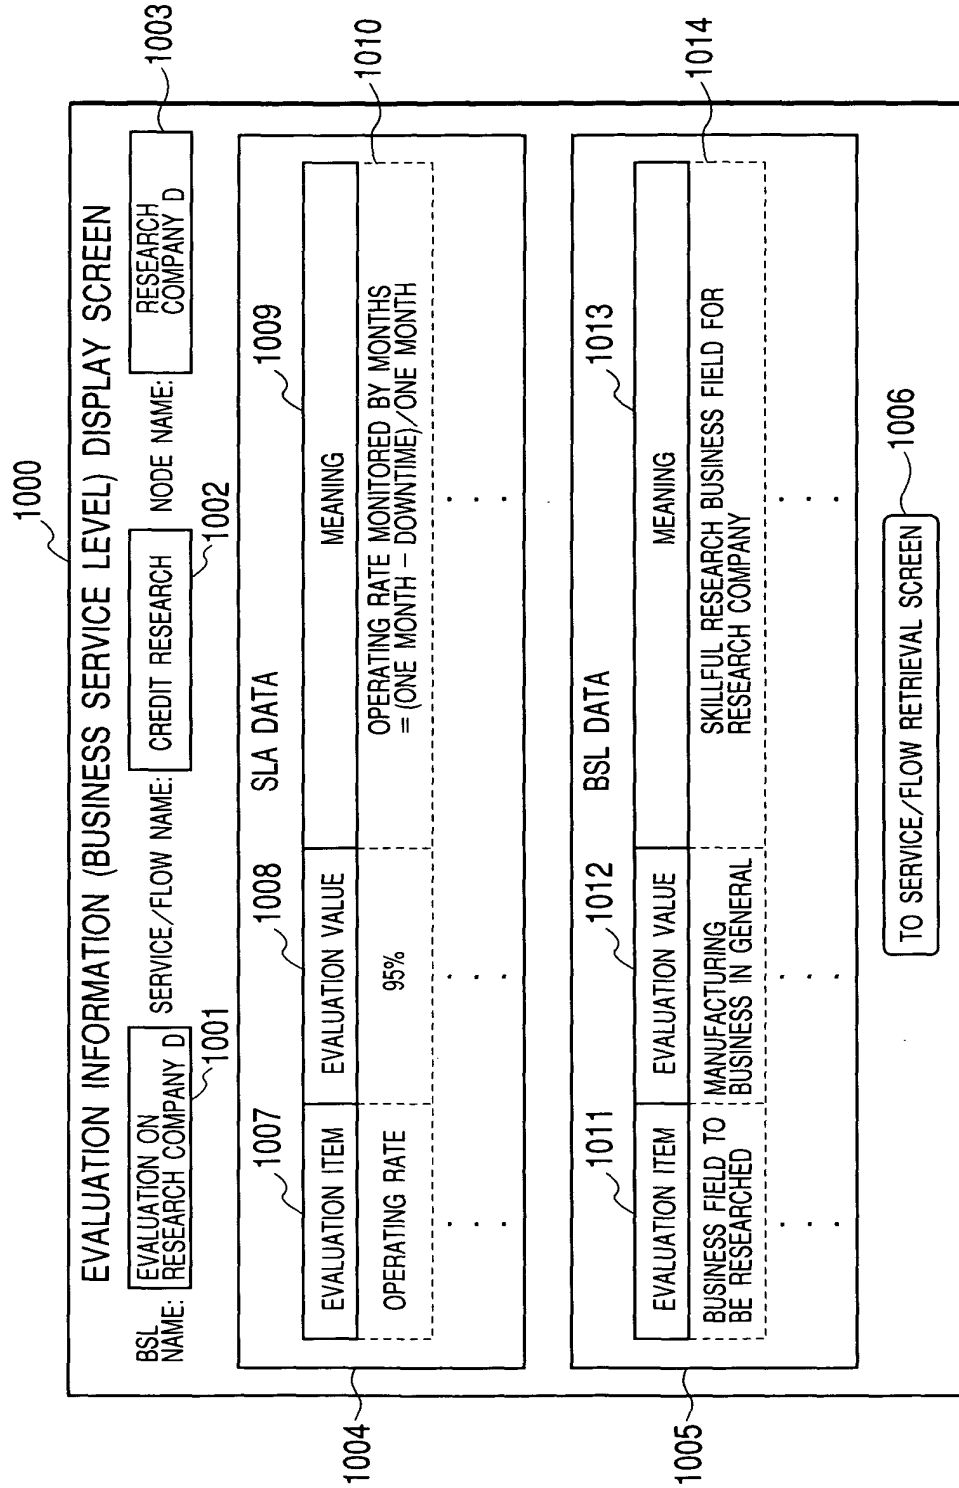 1000
EVALUATION INFORMATION (BUSINESS SERVICE LEVEL) DISPLAY SCREEN
BSL
NAME:
EVALUATION ON
RESEARCH COMPANY D
1001
SERVICE/FLOW NAME:
CREDIT RESEARCH
1002
NODE NAME:
RESEARCH
COMPANY D
1003
1004
SLA DATA
1007
1008
1009
1010
EVALUATION ITEM
EVALUATION VALUE
MEANING
OPERATING RATE
95%
OPERATING RATE MONITORED BY MONTHS
= (ONE MONTH – DOWNTIME)/ONE MONTH
. . .
. . .
. . .
1005
BSL DATA
1011
1012
1013
1014
EVALUATION ITEM
EVALUATION VALUE
MEANING
BUSINESS FIELD TO
BE RESEARCHED
MANUFACTURING
BUSINESS IN GENERAL
SKILLFUL RESEARCH BUSINESS FIELD FOR
RESEARCH COMPANY
. . .
. . .
. . .
TO SERVICE/FLOW RETRIEVAL SCREEN
1006